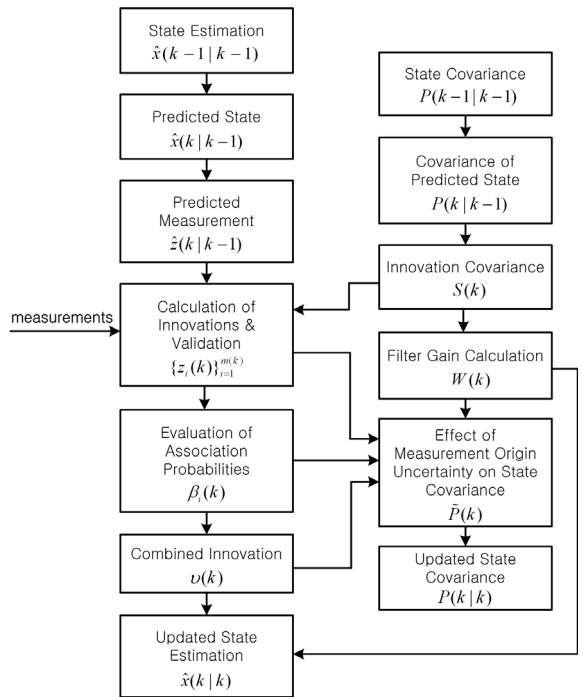 State Estimation
x̂(k−1|k−1)
Predicted State
x̂(k|k−1)
Predicted
Measurement
ẑ(k|k−1)
measurements
Calculation of
Innovations &
Validation
{z_i(k)}_{i=1}^{m(k)}
Evaluation of
Association
Probabilities
β_i(k)
Combined Innovation
υ(k)
Updated State
Estimation
x̂(k|k)
State Covariance
P(k−1|k−1)
Covariance of
Predicted State
P(k|k−1)
Innovation Covariance
S(k)
Filter Gain Calculation
W(k)
Effect of
Measurement Origin
Uncertainty on State
Covariance
P̃(k)
Updated State
Covariance
P(k|k)